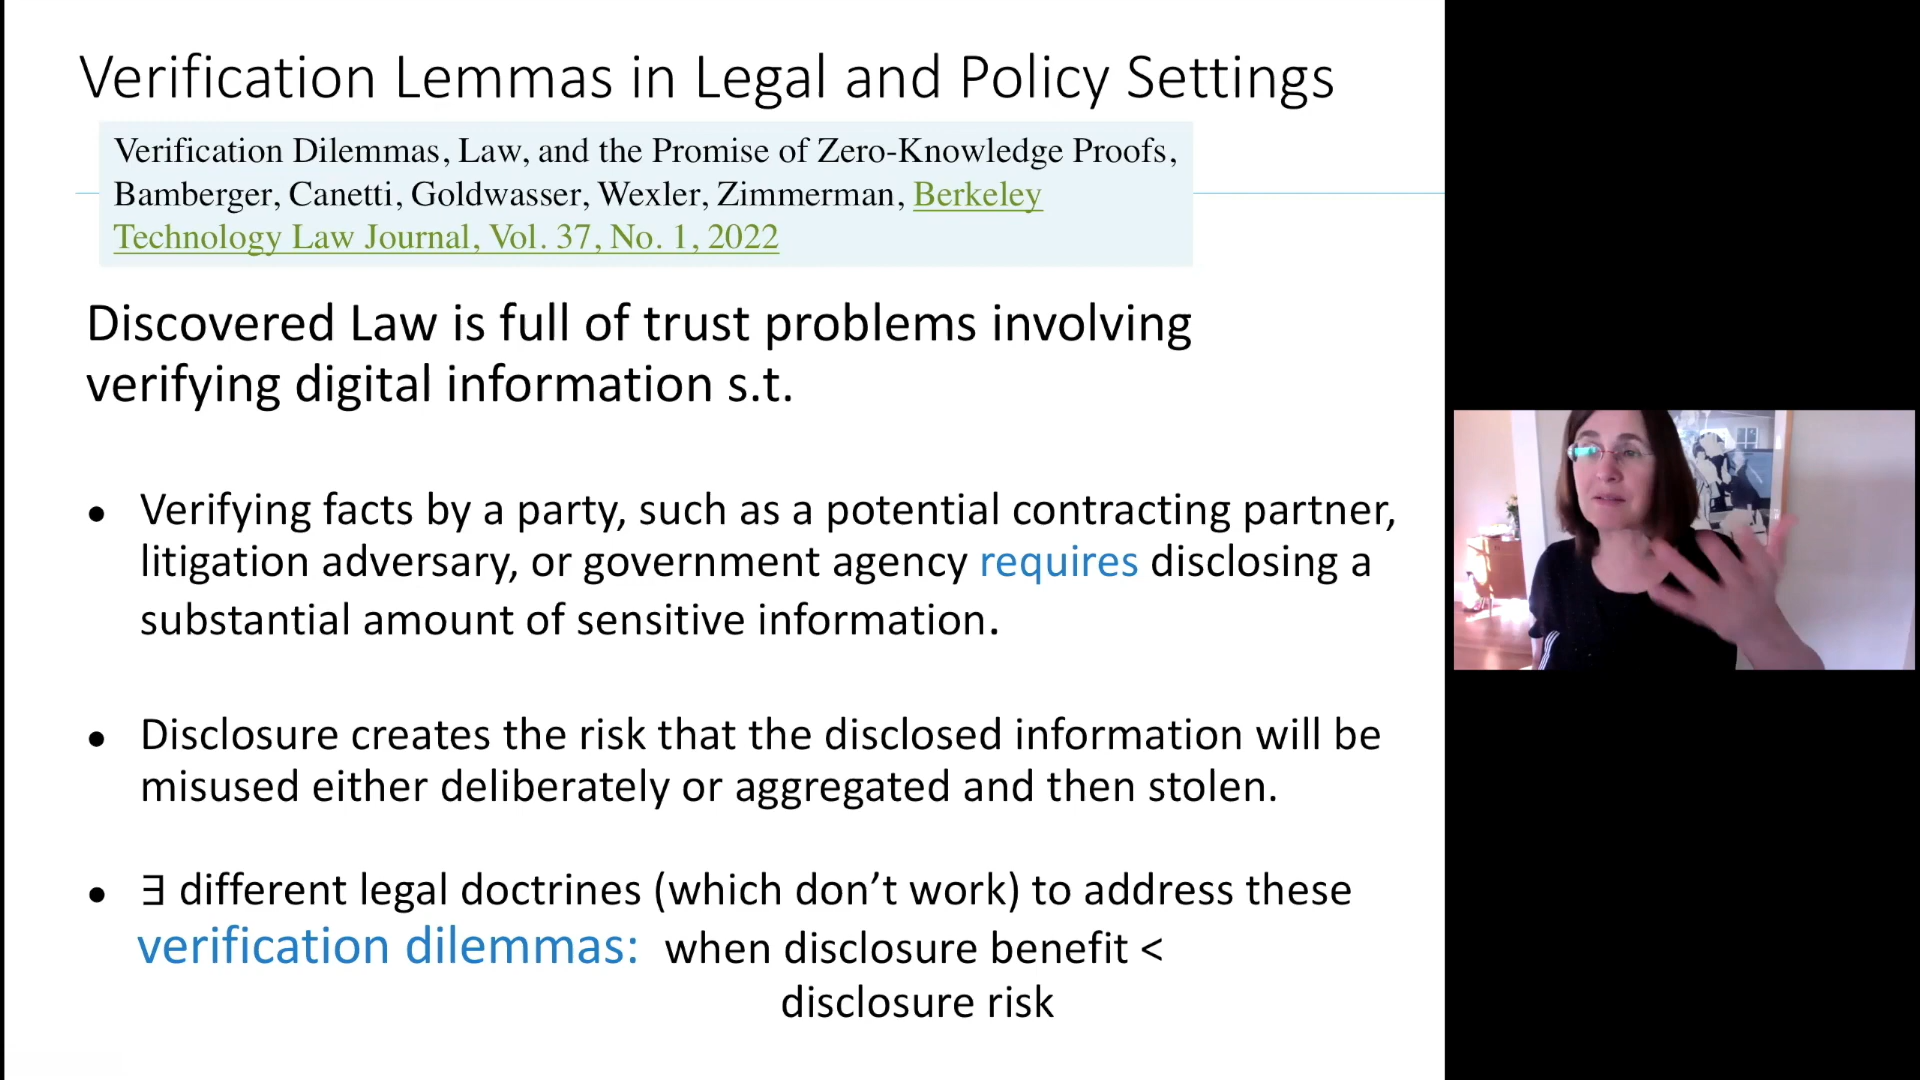 Verification Lemmas in Legal and Policy Settings
Verification Dilemmas, Law, and the Promise of Zero-Knowledge Proofs,
Bamberger, Canetti, Goldwasser, Wexler, Zimmerman, Berkeley
Technology Law Journal, Vol. 37, No. 1, 2022
Discovered Law is full of trust problems involving
verifying digital information s.t.
• Verifying facts by a party, such as a potential contracting partner,
litigation adversary, or government agency requires disclosing a
substantial amount of sensitive information.
• Disclosure creates the risk that the disclosed information will be
misused either deliberately or aggregated and then stolen.
• ∃ different legal doctrines (which don’t work) to address these
verification dilemmas: when disclosure benefit <
disclosure risk